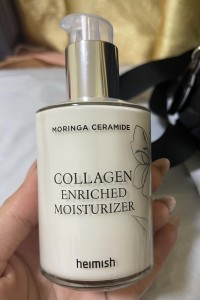 MORINGA CERAMIDE
COLLAGEN
ENRICHED
MOISTURIZER
heimish